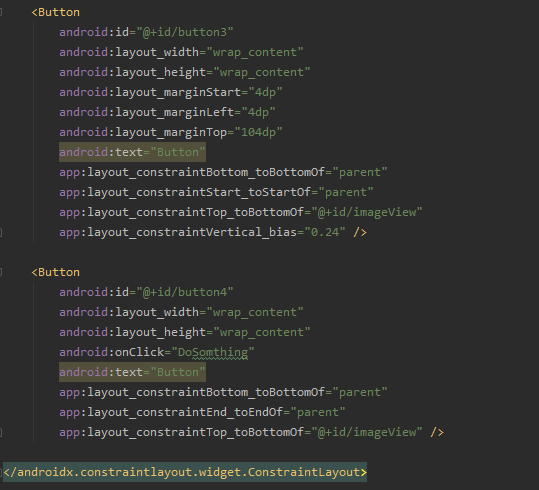 <Button
android:id="@+id/button3"
android:layout_width="wrap_content"
android:layout_height="wrap_content"
android:layout_marginStart="4dp"
android:layout_marginLeft="4dp"
android:layout_marginTop="104dp"
android:text="Button"
app:layout_constraintBottom_toBottomOf="parent"
app:layout_constraintStart_toStartOf="parent"
app:layout_constraintTop_toBottomOf="@+id/imageView"
app:layout_constraintVertical_bias="0.24" />
<Button
android:id="@+id/button4"
android:layout_width="wrap_content"
android:layout_height="wrap_content"
android:onClick="DoSomthing"
android:text="Button"
app:layout_constraintBottom_toBottomOf="parent"
app:layout_constraintEnd_toEndOf="parent"
app:layout_constraintTop_toBottomOf="@+id/imageView" />
</androidx.constraintlayout.widget.ConstraintLayout>